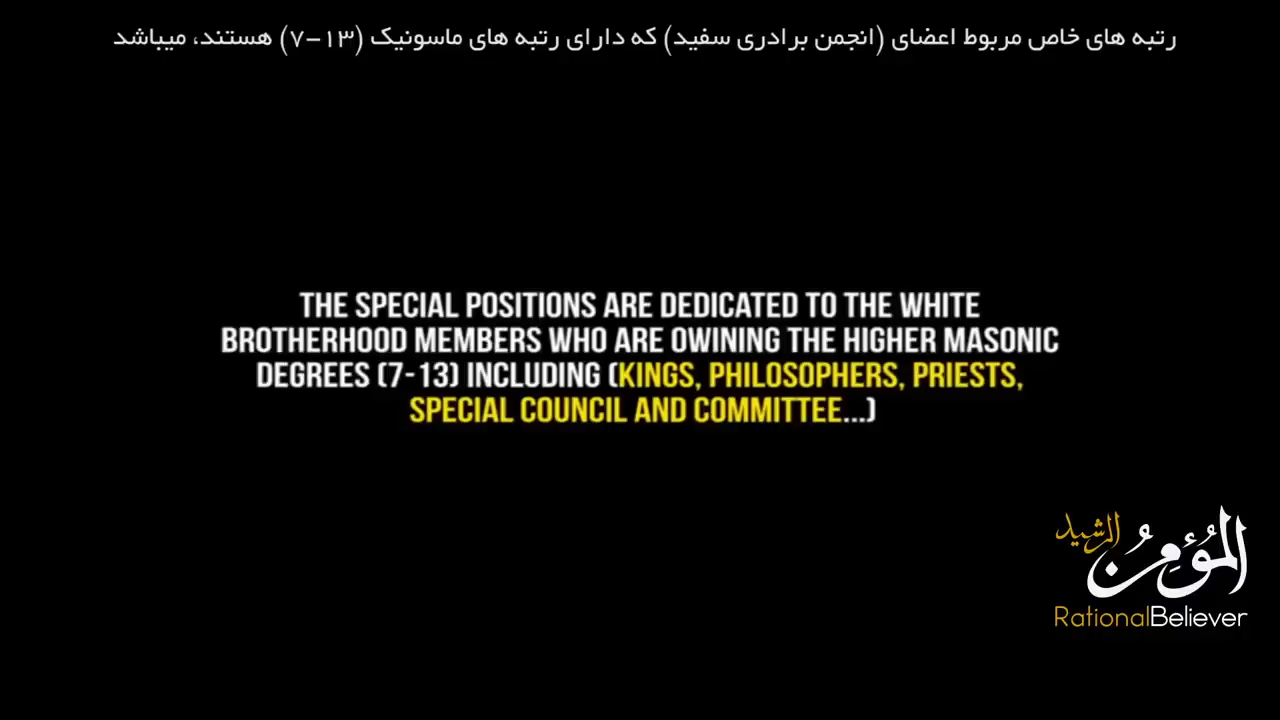 رتبه های خاص مربوط اعضای (انجمن برادری سفید) که دارای رتبه های ماسونیک (۱۳-۷) هستند، میباشد
THE SPECIAL POSITIONS ARE DEDICATED TO THE WHITE
BROTHERHOOD MEMBERS WHO ARE OWINING THE HIGHER MASONIC
DEGREES (7-13) INCLUDING (KINGS, PHILOSOPHERS, PRIESTS,
SPECIAL COUNCIL AND COMMITTEE...)
المُؤمِنُ الرشيد
RationalBeliever